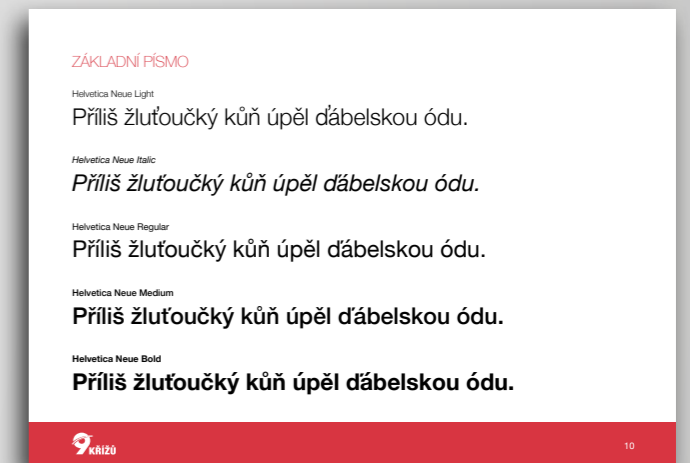 ZÁKLADNÍ PÍSMO
Helvetica Neue Light
Příliš žluťoučký kůň úpěl ďábelskou ódu.
Helvetica Neue Italic
Příliš žluťoučký kůň úpěl ďábelskou ódu.
Helvetica Neue Regular
Příliš žluťoučký kůň úpěl ďábelskou ódu.
Helvetica Neue Medium
Příliš žluťoučký kůň úpěl ďábelskou ódu.
Helvetica Neue Bold
Příliš žluťoučký kůň úpěl ďábelskou ódu.
9KŘÍŽŮ 10